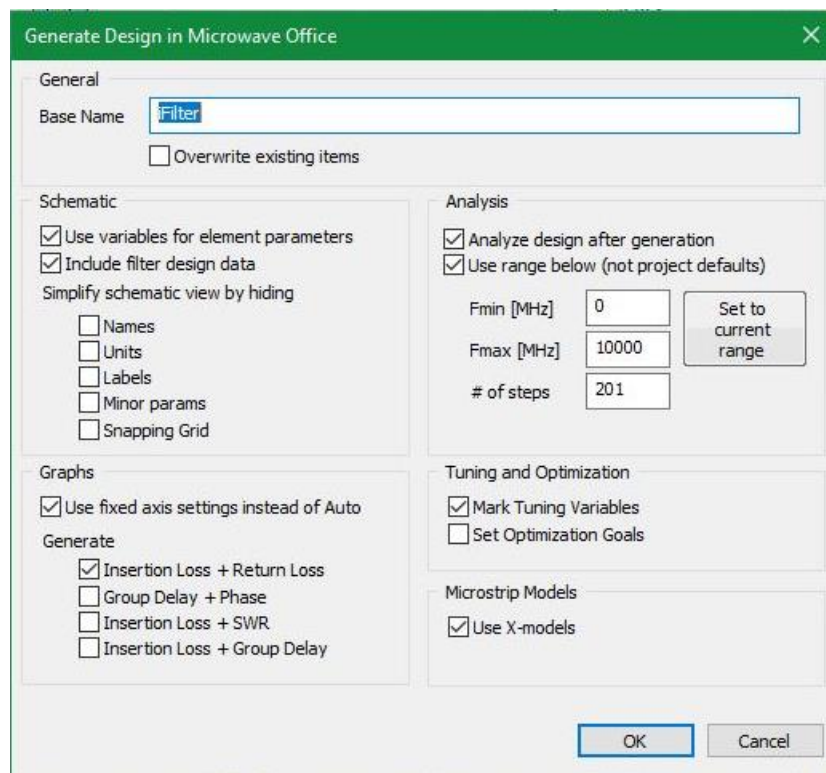 Generate Design in Microwave Office
General
Base Name iFilter
Overwrite existing items
Schematic
Use variables for element parameters
Include filter design data
Simplify schematic view by hiding
Names
Units
Labels
Minor params
Snapping Grid
Analysis
Analyze design after generation
Use range below (not project defaults)
Fmin [MHz] 0
Fmax [MHz] 10000
# of steps 201
Set to
current
range
Graphs
Use fixed axis settings instead of Auto
Generate
Insertion Loss + Return Loss
Group Delay + Phase
Insertion Loss + SWR
Insertion Loss + Group Delay
Tuning and Optimization
Mark Tuning Variables
Set Optimization Goals
Microstrip Models
Use X-models
OK
Cancel